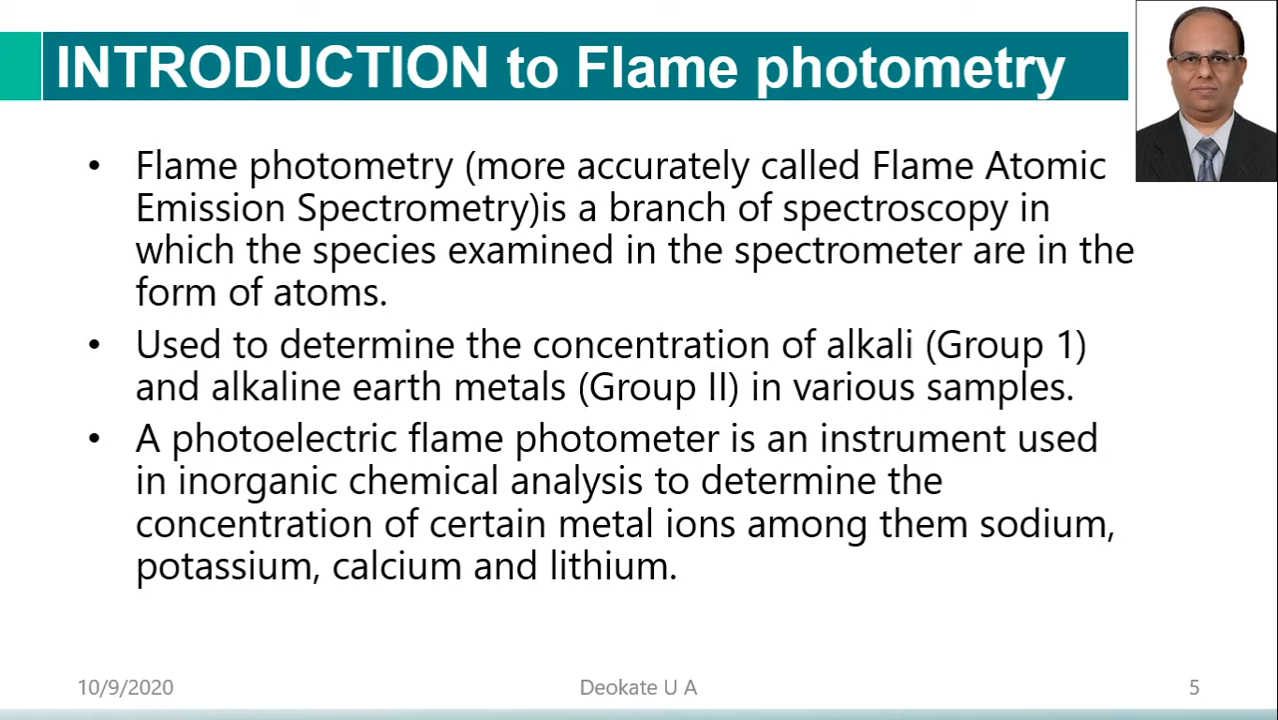 INTRODUCTION to Flame photometry
• Flame photometry (more accurately called Flame Atomic
Emission Spectrometry)is a branch of spectroscopy in
which the species examined in the spectrometer are in the
form of atoms.
• Used to determine the concentration of alkali (Group 1)
and alkaline earth metals (Group II) in various samples.
• A photoelectric flame photometer is an instrument used
in inorganic chemical analysis to determine the
concentration of certain metal ions among them sodium,
potassium, calcium and lithium.
10/9/2020
Deokate U A
5